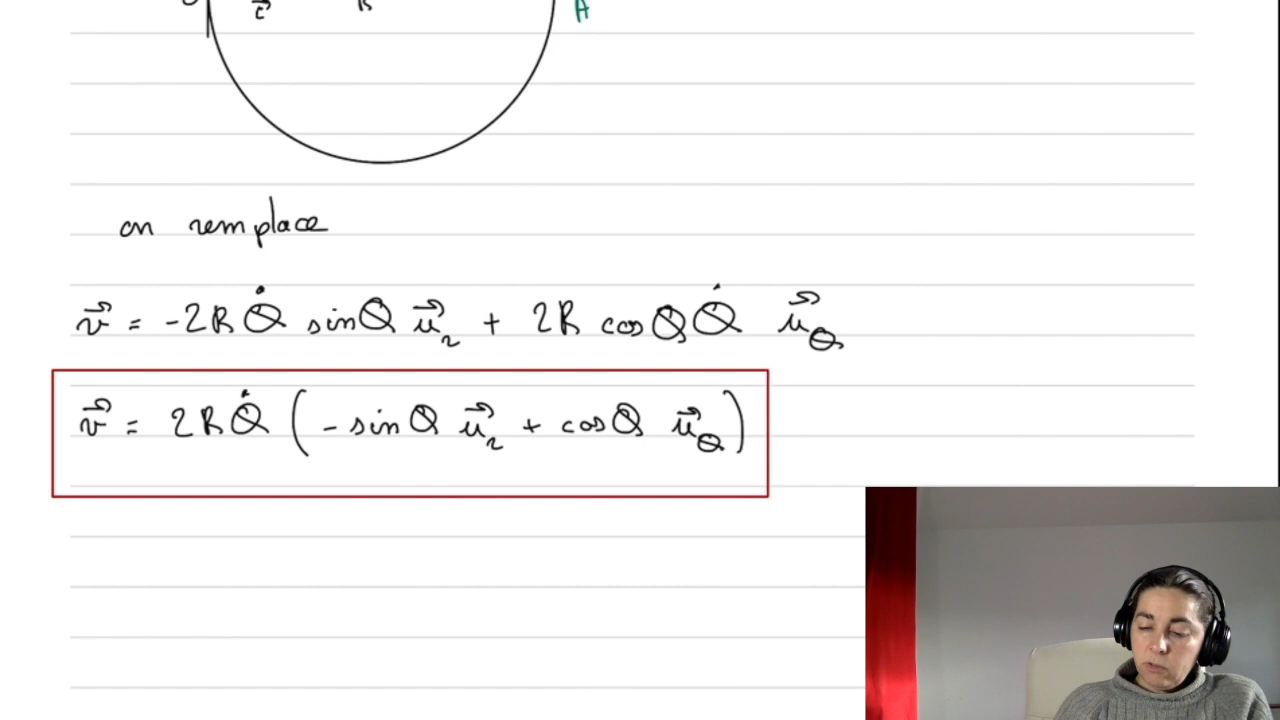 A
on remplace
v⃗ = -2R θ̇ sinθ u⃗r + 2R cosθ θ̇ u⃗θ
v⃗ = 2R θ̇ ( - sinθ u⃗r + cosθ u⃗θ )